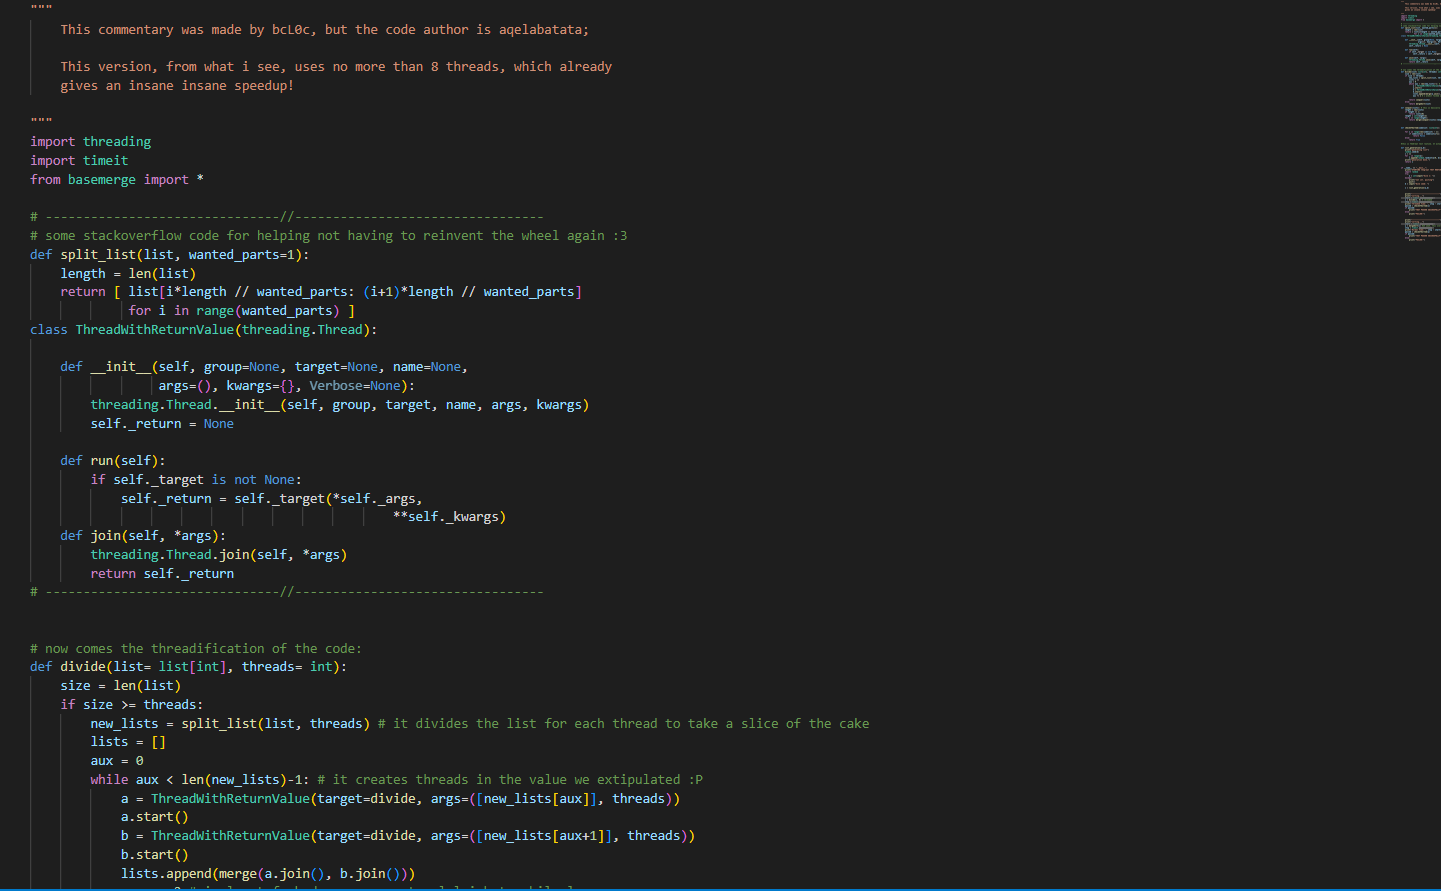 """
This commentary was made by bcL0c, but the code author is aqelabatata;
This version, from what i see, uses no more than 8 threads, which already
gives an insane insane speedup!
"""
import threading
import timeit
from basemerge import *
# -------------------------------//---------------------------------
# some stackoverflow code for helping not having to reinvent the wheel again :3
def split_list(list, wanted_parts=1):
length = len(list)
return [ list[i*length // wanted_parts: (i+1)*length // wanted_parts]
for i in range(wanted_parts) ]
class ThreadWithReturnValue(threading.Thread):
def __init__(self, group=None, target=None, name=None,
args=(), kwargs={}, Verbose=None):
threading.Thread.__init__(self, group, target, name, args, kwargs)
self._return = None
def run(self):
if self._target is not None:
self._return = self._target(*self._args,
**self._kwargs)
def join(self, *args):
threading.Thread.join(self, *args)
return self._return
# -------------------------------//---------------------------------
# now comes the threadification of the code:
def divide(list= list[int], threads= int):
size = len(list)
if size >= threads:
new_lists = split_list(list, threads) # it divides the list for each thread to take a slice of the cake
lists = []
aux = 0
while aux < len(new_lists)-1: # it creates threads in the value we extipulated :P
a = ThreadWithReturnValue(target=divide, args=([new_lists[aux]], threads))
a.start()
b = ThreadWithReturnValue(target=divide, args=([new_lists[aux+1]], threads))
b.start()
lists.append(merge(a.join(), b.join()))